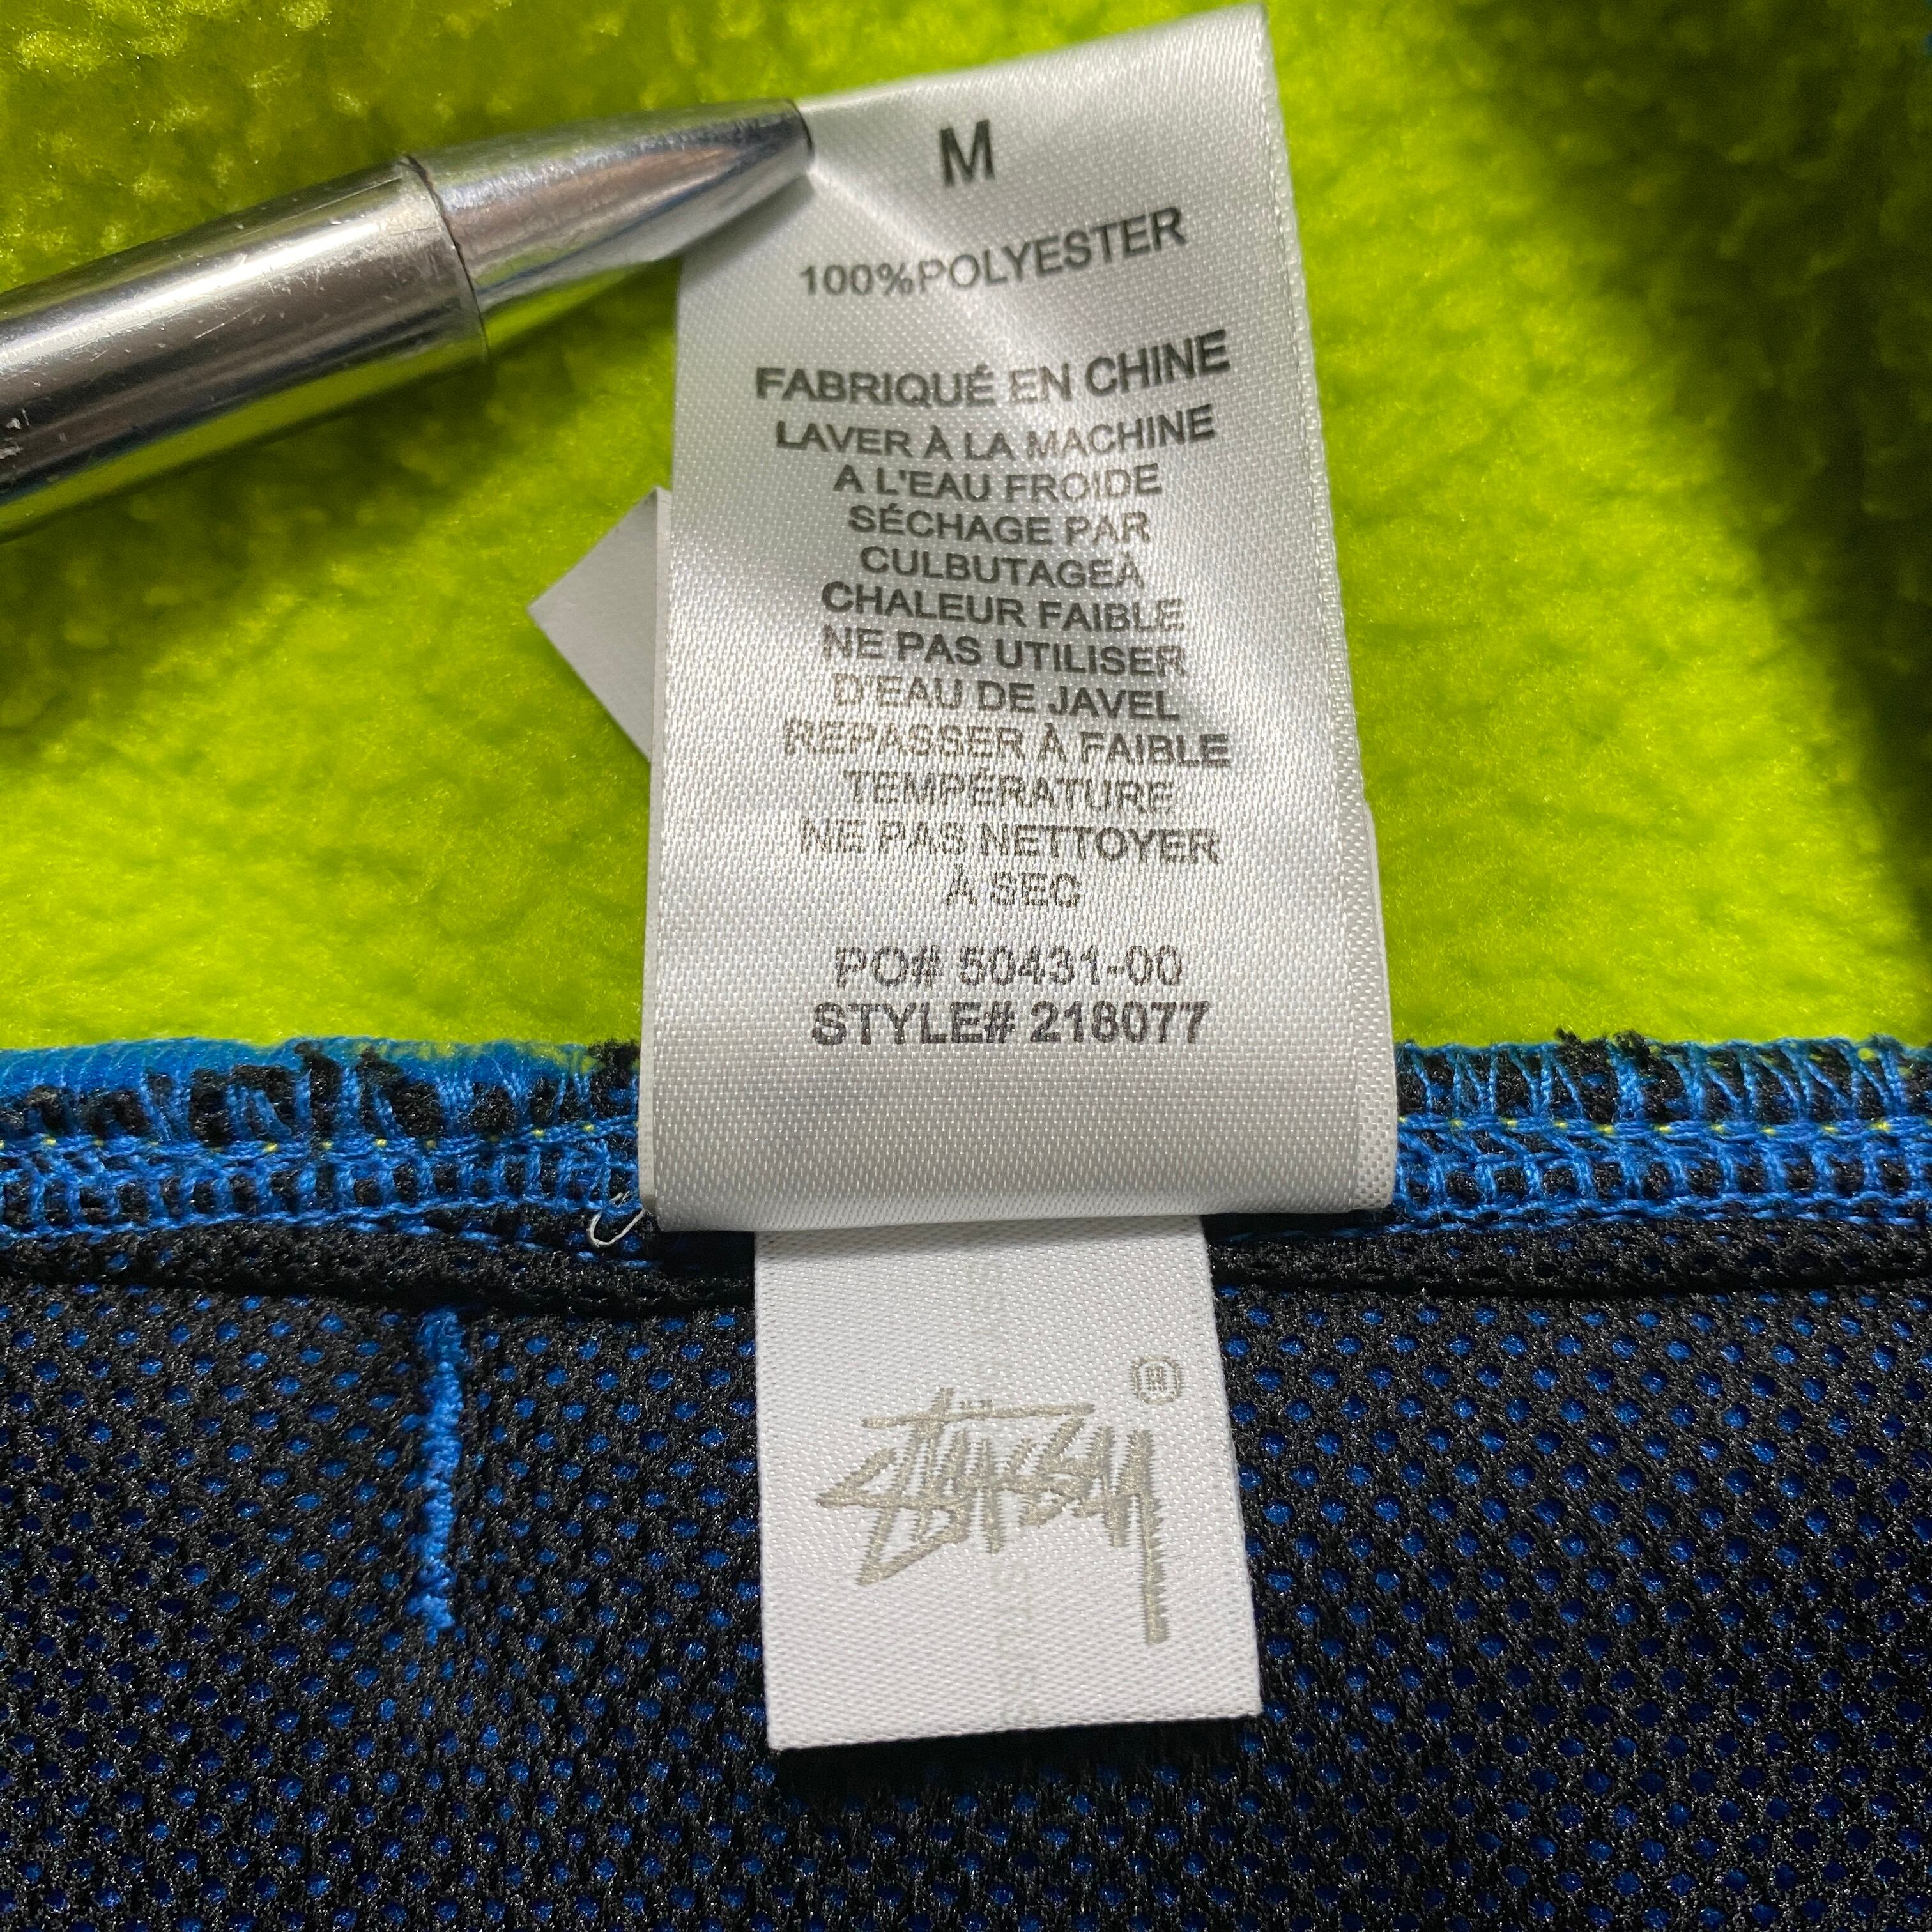 M
100%POLYESTER
FABRIQUÉ EN CHINE
LAVER À LA MACHINE
A L'EAU FROIDE
SÉCHAGE PAR
CULBUTAGEÀ
CHALEUR FAIBLE
NE PAS UTILISER
D'EAU DE JAVEL
REPASSER À FAIBLE
TEMPÉRATURE
NE PAS NETTOYER
À SEC
PO# 50431-00
STYLE# 218077
Stüssy ®